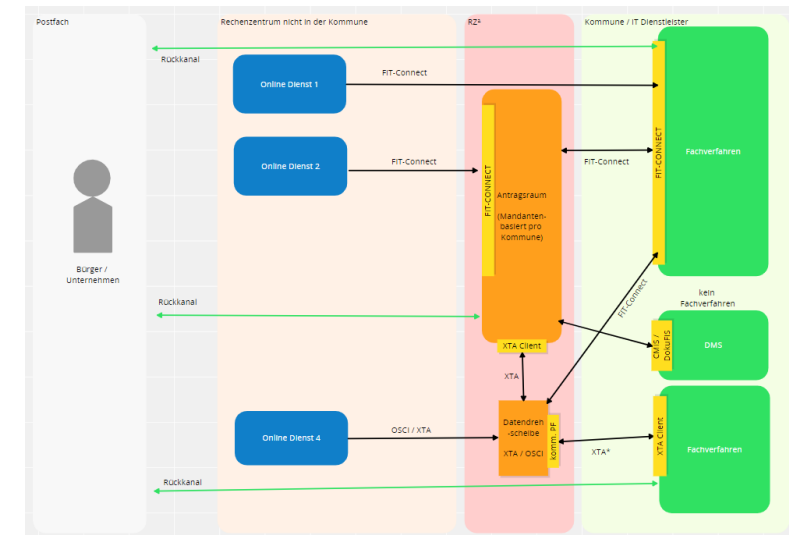 Postfach
Rechenzentrum nicht in der Kommune
RZ²
Kommune / IT Dienstleister
Rückkanal
Online Dienst 1
FIT-Connect
Online Dienst 2
FIT-Connect
FIT-CONNECT
Antragsraum
(Mandanten-
basiert pro
Kommune)
FIT-Connect
FIT-CONNECT
Fachverfahren
Bürger /
Unternehmen
FIT-Connect
kein
Fachverfahren
Rückkanal
XTA Client
CMIS /
DokuFIS
DMS
XTA
Online Dienst 4
OSCI / XTA
Datendreh
-scheibe
XTA / OSCI
komm. PF
XTA*
XTA Client
Fachverfahren
Rückkanal